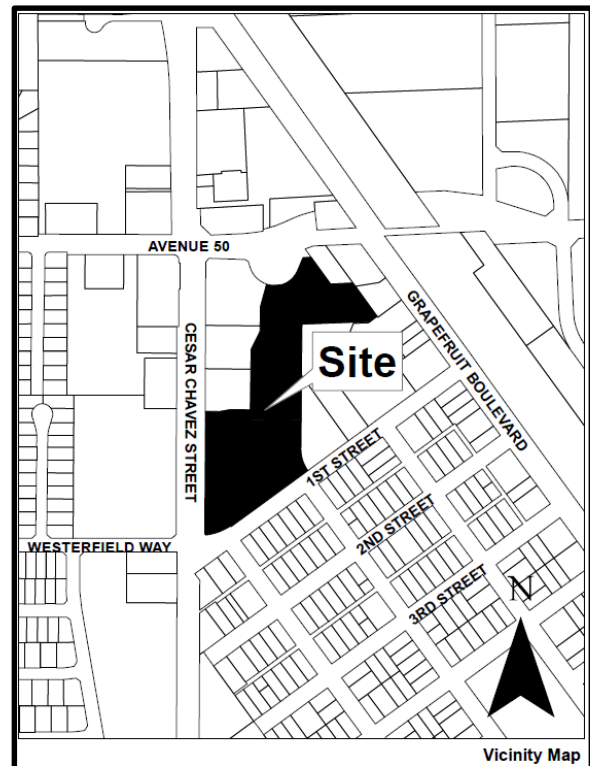 AVENUE 50
GRAPEFRUIT BOULEVARD
CESAR CHAVEZ STREET
Site
1ST STREET
2ND STREET
WESTERFIELD WAY
3RD STREET
N
Vicinity Map